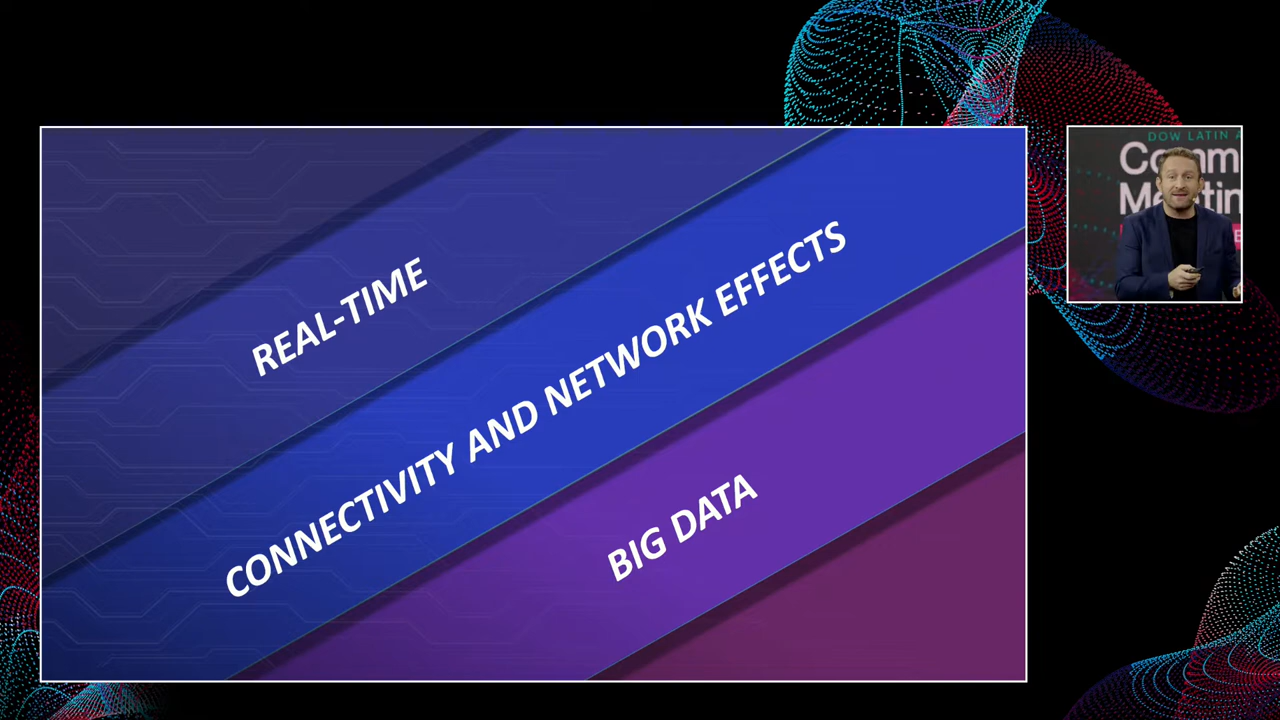 REAL-TIME
CONNECTIVITY AND NETWORK EFFECTS
BIG DATA
DOW LATIN A